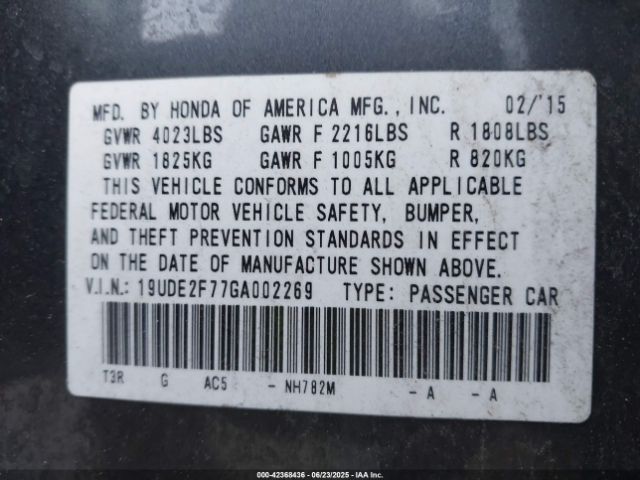 MFD. BY HONDA OF AMERICA MFG., INC. 02/'15
GVWR 4023LBS GAWR F 2216LBS R 1808LBS
GVWR 1825KG GAWR F 1005KG R 820KG
THIS VEHICLE CONFORMS TO ALL APPLICABLE
FEDERAL MOTOR VEHICLE SAFETY, BUMPER,
AND THEFT PREVENTION STANDARDS IN EFFECT
ON THE DATE OF MANUFACTURE SHOWN ABOVE.
V.I.N.: 19UDE2F77GA002269 TYPE: PASSENGER CAR
T3R G AC5 - NH782M - A - A
000-42368436 | 06/23/2025 | IAA Inc.